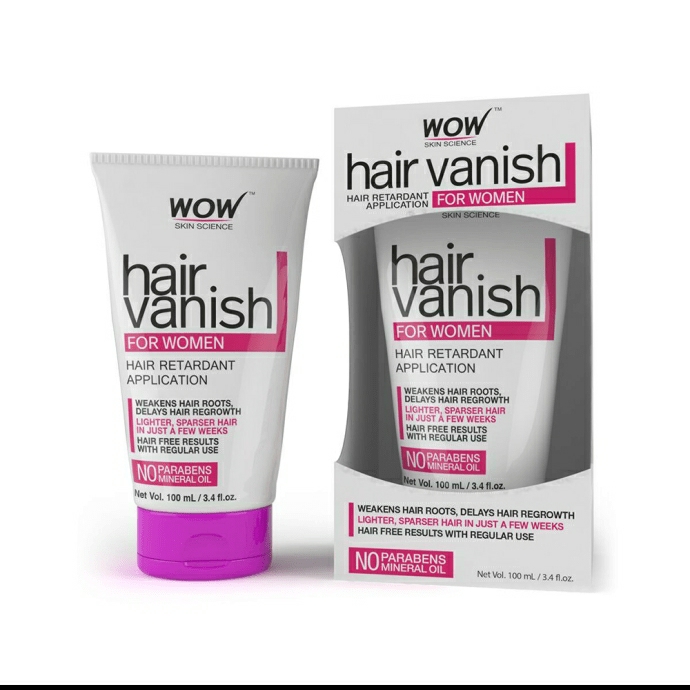 WOW™
SKIN SCIENCE
hair
vanish
FOR WOMEN
HAIR RETARDANT
APPLICATION
WEAKENS HAIR ROOTS,
DELAYS HAIR REGROWTH
LIGHTER, SPARSER HAIR
IN JUST A FEW WEEKS
HAIR FREE RESULTS
WITH REGULAR USE
NO PARABENS
MINERAL OIL
Net Vol. 100 mL / 3.4 fl.oz.
WOW™
SKIN SCIENCE
hair vanish
HAIR RETARDANT
APPLICATION FOR WOMEN
SKIN SCIENCE
hair
vanish
FOR WOMEN
HAIR RETARDANT
APPLICATION
WEAKENS HAIR ROOTS,
DELAYS HAIR REGROWTH
LIGHTER, SPARSER HAIR
IN JUST A FEW WEEKS
HAIR FREE RESULTS
WITH REGULAR USE
NO PARABENS
MINERAL OIL
Net Vol. 100 mL / 3.4 fl.oz.
WEAKENS HAIR ROOTS, DELAYS HAIR REGROWTH
LIGHTER, SPARSER HAIR IN JUST A FEW WEEKS
HAIR FREE RESULTS WITH REGULAR USE
NO PARABENS
MINERAL OIL
Net Vol. 100 mL / 3.4 fl.oz.